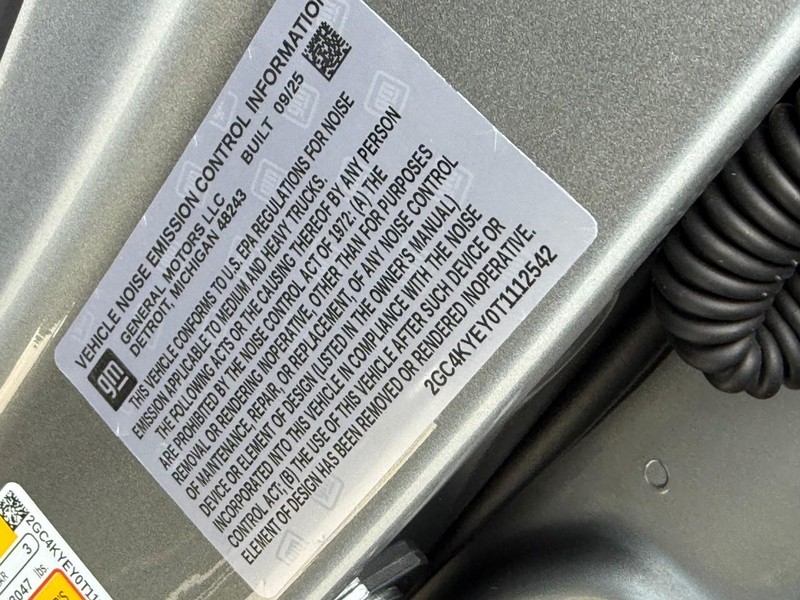 VEHICLE NOISE EMISSION CONTROL INFORMATION
GENERAL MOTORS LLC
DETROIT, MICHIGAN 48243 BUILT 09/25
gm
THIS VEHICLE CONFORMS TO U.S. EPA REGULATIONS FOR NOISE
EMISSION APPLICABLE TO MEDIUM AND HEAVY TRUCKS.
THE FOLLOWING ACTS OR THE CAUSING THEREOF BY ANY PERSON
ARE PROHIBITED BY THE NOISE CONTROL ACT OF 1972: (A) THE
REMOVAL OR RENDERING INOPERATIVE, OTHER THAN FOR PURPOSES
OF MAINTENANCE, REPAIR, OR REPLACEMENT, OF ANY NOISE CONTROL
DEVICE OR ELEMENT OF DESIGN (LISTED IN THE OWNER'S MANUAL)
INCORPORATED INTO THIS VEHICLE IN COMPLIANCE WITH THE NOISE
CONTROL ACT: (B) THE USE OF THIS VEHICLE AFTER SUCH DEVICE OR
ELEMENT OF DESIGN HAS BEEN REMOVED OR RENDERED INOPERATIVE.
2GC4KYEY0T1112542
2GC4KYEY0T11
3
lbs.